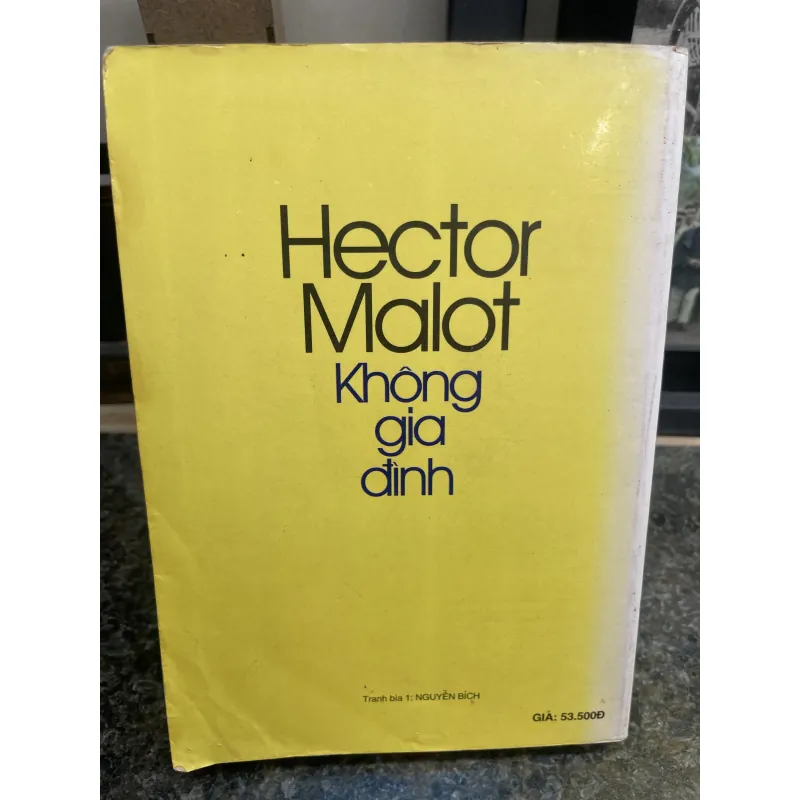 Hector
Malot
Không
gia
đình
Tranh bìa 1: NGUYỄN BÍCH
GIÁ: 53.500Đ